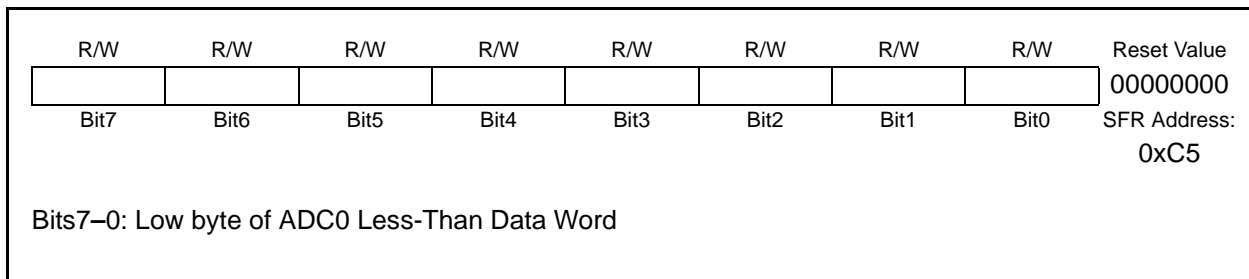 R/W R/W R/W R/W R/W R/W R/W R/W Reset Value
00000000
Bit7 Bit6 Bit5 Bit4 Bit3 Bit2 Bit1 Bit0 SFR Address:
0xC5
Bits7–0: Low byte of ADC0 Less-Than Data Word